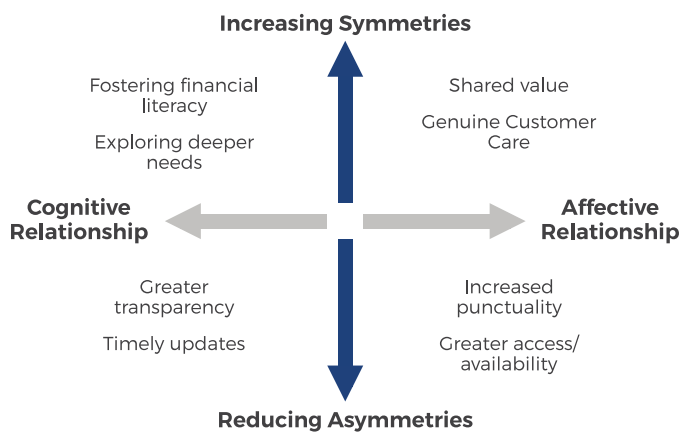 Increasing Symmetries
Fostering financial
literacy
Exploring deeper
needs
Shared value
Genuine Customer
Care
Cognitive
Relationship
Affective
Relationship
Greater
transparency
Timely updates
Increased
punctuality
Greater access/
availability
Reducing Asymmetries